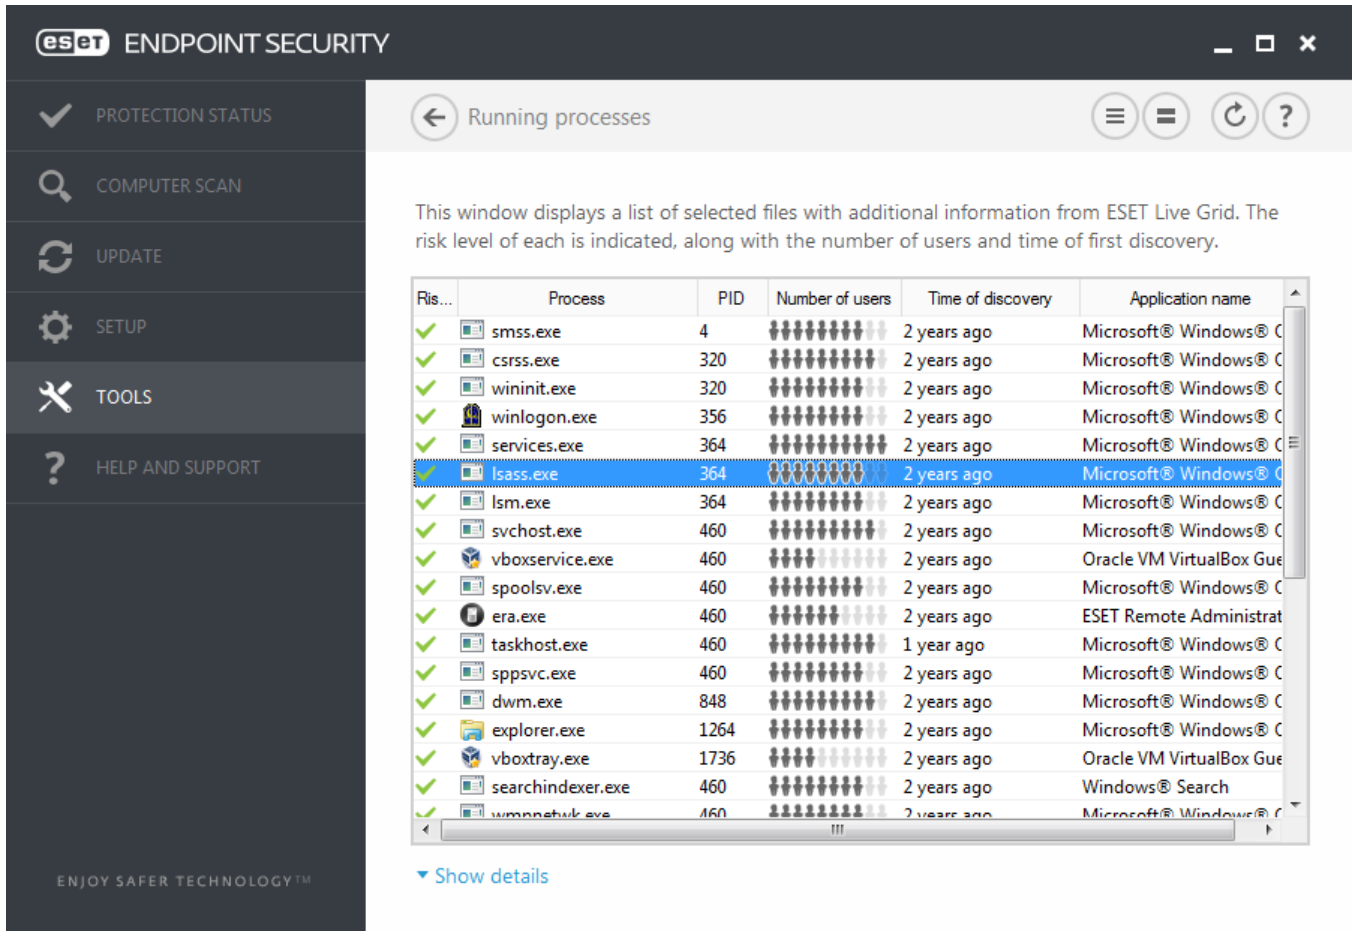 eset ENDPOINT SECURITY
PROTECTION STATUS
COMPUTER SCAN
UPDATE
SETUP
TOOLS
HELP AND SUPPORT
ENJOY SAFER TECHNOLOGY™
Running processes
?
This window displays a list of selected files with additional information from ESET Live Grid. The
risk level of each is indicated, along with the number of users and time of first discovery.
Ris... Process PID Number of users Time of discovery Application name
smss.exe 4 2 years ago Microsoft® Windows® C
csrss.exe 320 2 years ago Microsoft® Windows® C
wininit.exe 320 2 years ago Microsoft® Windows® C
winlogon.exe 356 2 years ago Microsoft® Windows® C
services.exe 364 2 years ago Microsoft® Windows® C
lsass.exe 364 2 years ago Microsoft® Windows® C
lsm.exe 364 2 years ago Microsoft® Windows® C
svchost.exe 460 2 years ago Microsoft® Windows® C
vboxservice.exe 460 2 years ago Oracle VM VirtualBox Gue
spoolsv.exe 460 2 years ago Microsoft® Windows® C
era.exe 460 2 years ago ESET Remote Administrat
taskhost.exe 460 1 year ago Microsoft® Windows® C
sppsvc.exe 460 2 years ago Microsoft® Windows® C
dwm.exe 848 2 years ago Microsoft® Windows® C
explorer.exe 1264 2 years ago Microsoft® Windows® C
vboxtray.exe 1736 2 years ago Oracle VM VirtualBox Gue
searchindexer.exe 460 2 years ago Windows® Search
wmpnetwk.exe 460 2 years ago Microsoft® Windows® C
Show details